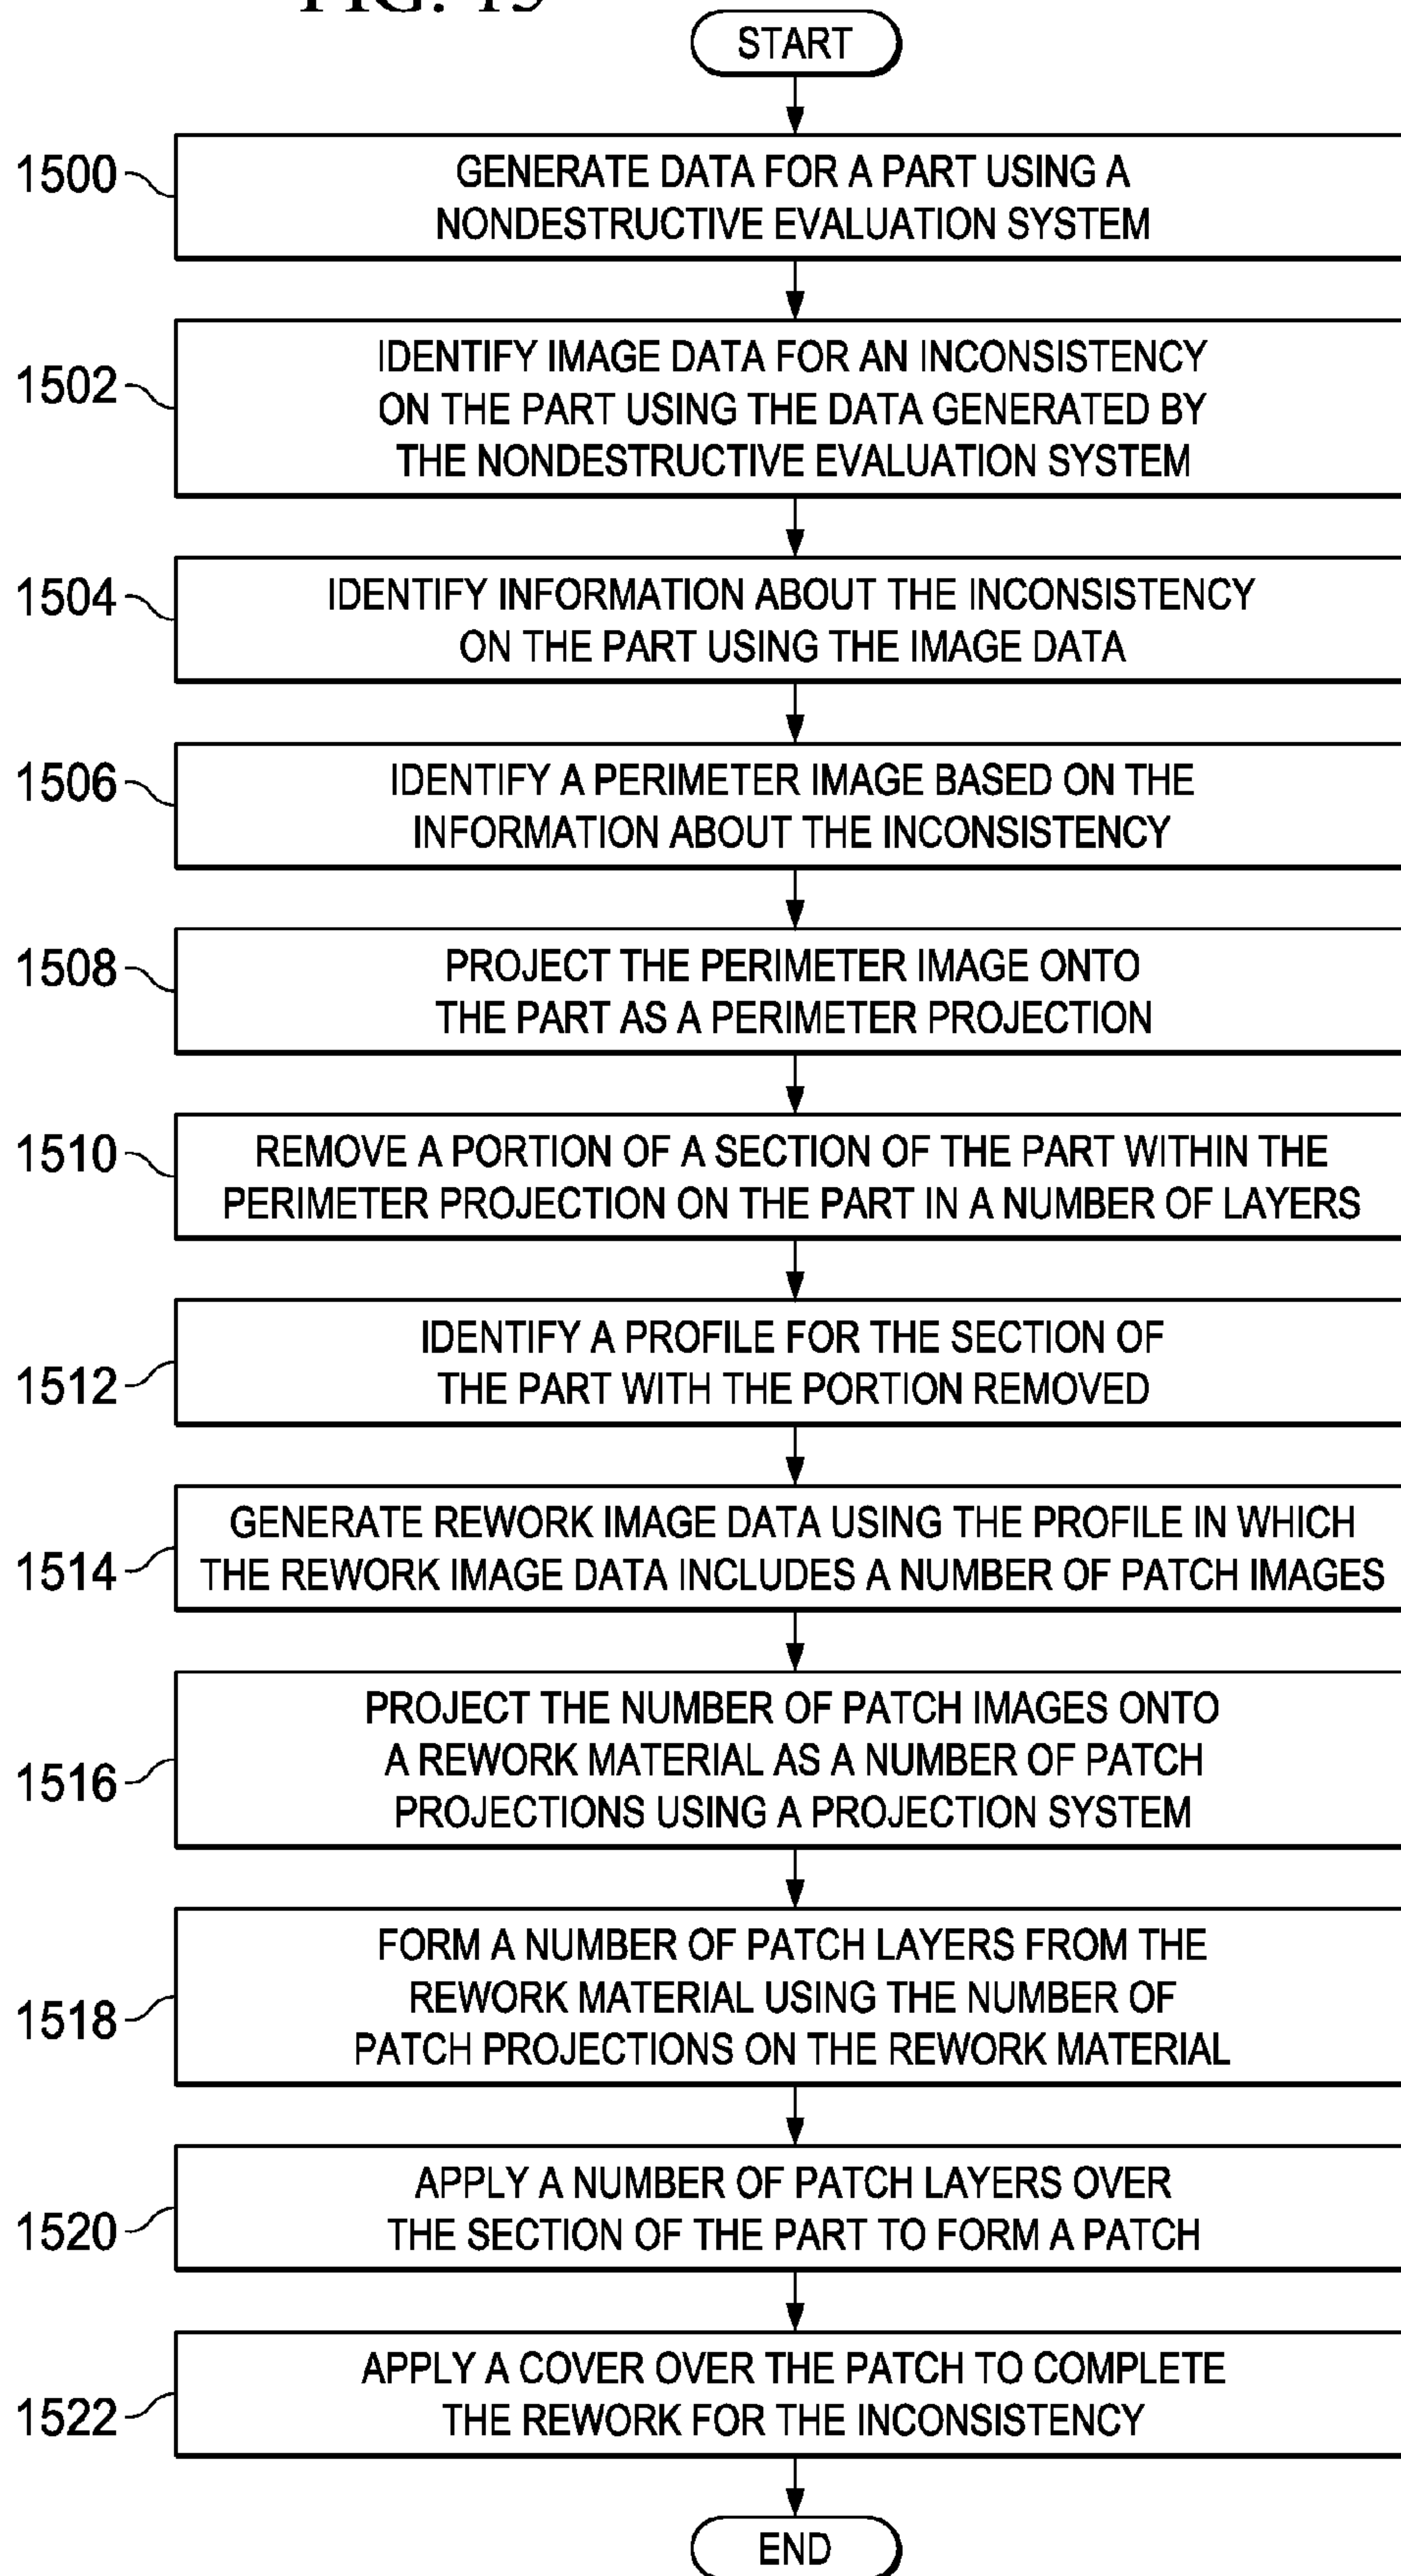 FIG. 15
START
1500
GENERATE DATA FOR A PART USING A
NONDESTRUCTIVE EVALUATION SYSTEM
1502
IDENTIFY IMAGE DATA FOR AN INCONSISTENCY
ON THE PART USING THE DATA GENERATED BY
THE NONDESTRUCTIVE EVALUATION SYSTEM
1504
IDENTIFY INFORMATION ABOUT THE INCONSISTENCY
ON THE PART USING THE IMAGE DATA
1506
IDENTIFY A PERIMETER IMAGE BASED ON THE
INFORMATION ABOUT THE INCONSISTENCY
1508
PROJECT THE PERIMETER IMAGE ONTO
THE PART AS A PERIMETER PROJECTION
1510
REMOVE A PORTION OF A SECTION OF THE PART WITHIN THE
PERIMETER PROJECTION ON THE PART IN A NUMBER OF LAYERS
1512
IDENTIFY A PROFILE FOR THE SECTION OF
THE PART WITH THE PORTION REMOVED
1514
GENERATE REWORK IMAGE DATA USING THE PROFILE IN WHICH
THE REWORK IMAGE DATA INCLUDES A NUMBER OF PATCH IMAGES
1516
PROJECT THE NUMBER OF PATCH IMAGES ONTO
A REWORK MATERIAL AS A NUMBER OF PATCH
PROJECTIONS USING A PROJECTION SYSTEM
1518
FORM A NUMBER OF PATCH LAYERS FROM THE
REWORK MATERIAL USING THE NUMBER OF
PATCH PROJECTIONS ON THE REWORK MATERIAL
1520
APPLY A NUMBER OF PATCH LAYERS OVER
THE SECTION OF THE PART TO FORM A PATCH
1522
APPLY A COVER OVER THE PATCH TO COMPLETE
THE REWORK FOR THE INCONSISTENCY
END